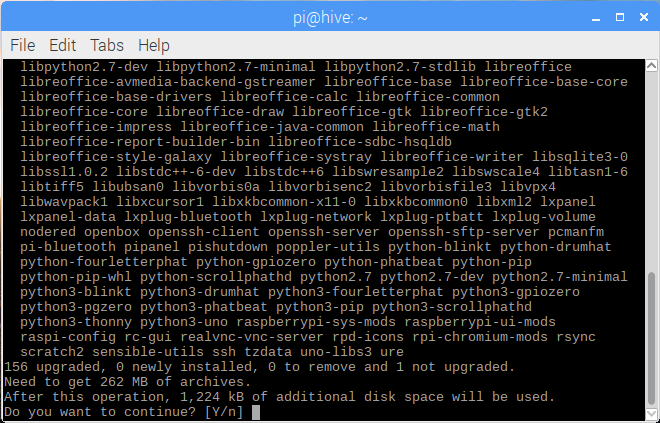 pi@hive: ~
File Edit Tabs Help
libpython2.7-dev libpython2.7-minimal libpython2.7-stdlib libreoffice
libreoffice-avmedia-backend-gstreamer libreoffice-base libreoffice-base-core
libreoffice-base-drivers libreoffice-calc libreoffice-common
libreoffice-core libreoffice-draw libreoffice-gtk libreoffice-gtk2
libreoffice-impress libreoffice-java-common libreoffice-math
libreoffice-report-builder-bin libreoffice-sdbc-hsqldb
libreoffice-style-galaxy libreoffice-systray libreoffice-writer libsqlite3-0
libssl1.0.2 libstdc++-6-dev libstdc++6 libswresample2 libswscale4 libtasn1-6
libtiff5 libubsan0 libvorbis0a libvorbisenc2 libvorbisfile3 libvpx4
libwavpack1 libxcursor1 libxkbcommon-x11-0 libxkbcommon0 libxml2 lxpanel
lxpanel-data lxplug-bluetooth lxplug-network lxplug-ptbatt lxplug-volume
nodered openbox openssh-client openssh-server openssh-sftp-server pcmanfm
pi-bluetooth pipanel pishutdown poppler-utils python-blinkt python-drumhat
python-fourletterphat python-gpiozero python-phatbeat python-pip
python-pip-whl python-scrollphathd python2.7 python2.7-dev python2.7-minimal
python3-blinkt python3-drumhat python3-fourletterphat python3-gpiozero
python3-pgzero python3-phatbeat python3-pip python3-scrollphathd
python3-thonny python3-uno raspberrypi-sys-mods raspberrypi-ui-mods
raspi-config rc-gui realvnc-vnc-server rpd-icons rpi-chromium-mods rsync
scratch2 sensible-utils ssh tzdata uno-libs3 ure
156 upgraded, 0 newly installed, 0 to remove and 1 not upgraded.
Need to get 262 MB of archives.
After this operation, 1,224 kB of additional disk space will be used.
Do you want to continue? [Y/n]